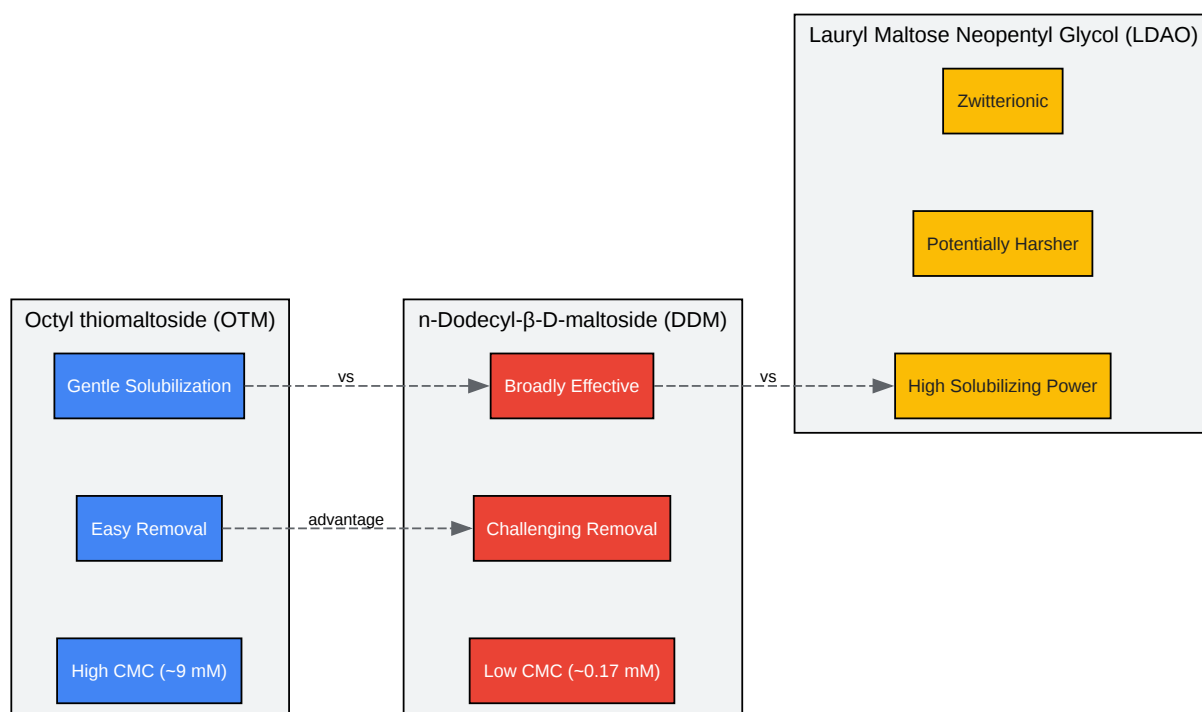 Lauryl Maltose Neopentyl Glycol (LDAO)
Zwitterionic
Potentially Harsher
High Solubilizing Power
Octyl thiomaltoside (OTM)
Gentle Solubilization
vs
Easy Removal
advantage
High CMC (~9 mM)
n-Dodecyl-β-D-maltoside (DDM)
Broadly Effective
vs
Challenging Removal
Low CMC (~0.17 mM)